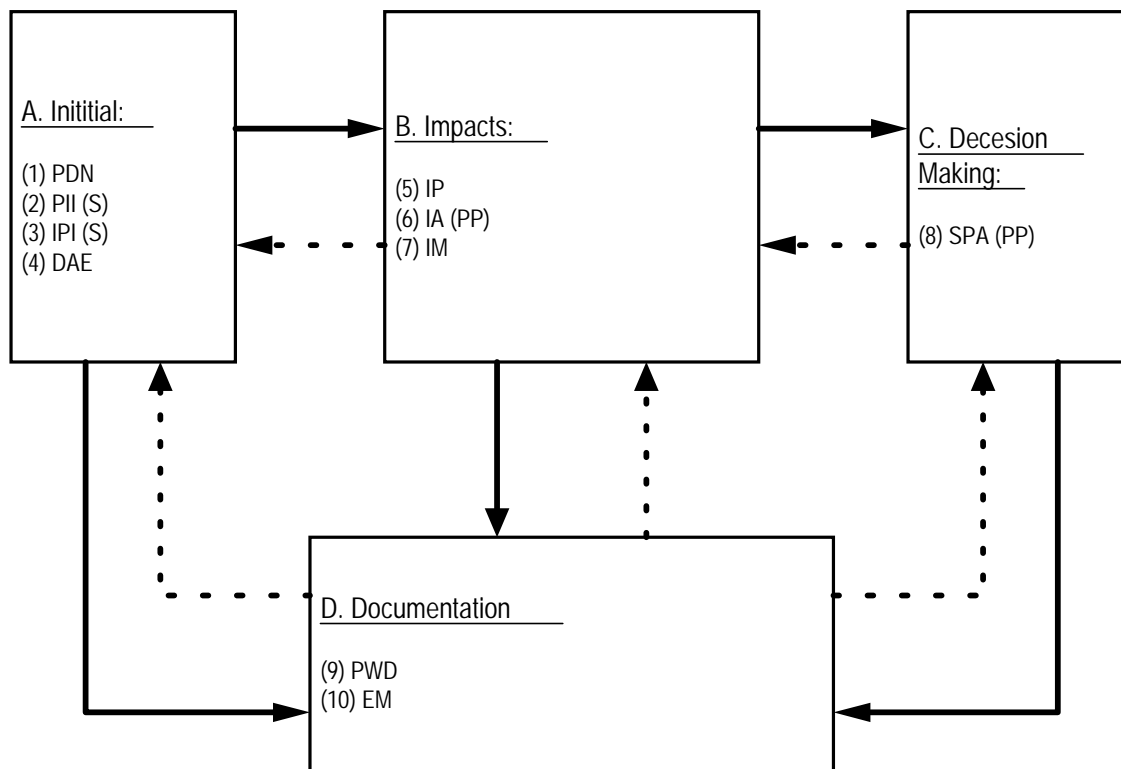 A. Inititial:
(1) PDN
(2) PII (S)
(3) IPI (S)
(4) DAE
B. Impacts:
(5) IP
(6) IA (PP)
(7) IM
C. Decesion
Making:
(8) SPA (PP)
D. Documentation
(9) PWD
(10) EM